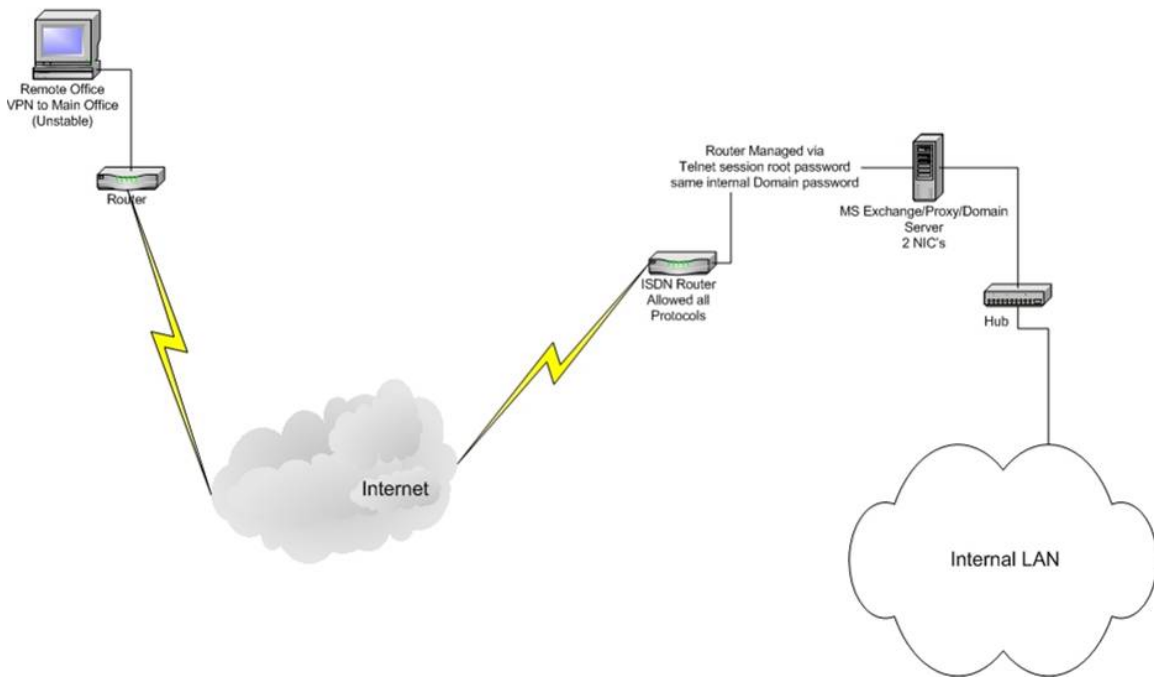 Remote Office
VPN to Main Office
(Unstable)
Router
Internet
ISDN Router
Allowed all
Protocols
Router Managed via
Telnet session root password
same internal Domain password
MS Exchange/Proxy/Domain
Server
2 NIC's
Hub
Internal LAN